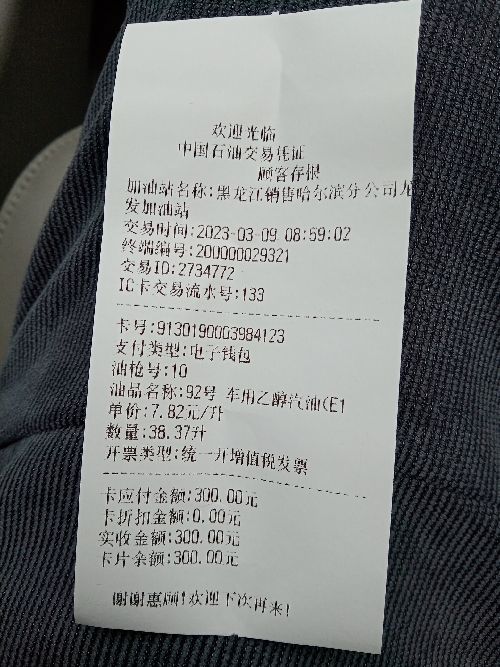 欢迎光临
中国石油交易凭证
顾客存根
加油站名称:黑龙江销售哈尔滨分公司龙
发加油站
交易时间:2023-03-09 08:59:02
终端编号:200000029321
交易ID:2734772
IC卡交易流水号:133
卡号:9130190003984123
支付类型:电子钱包
油枪号:10
油品名称:92号 车用乙醇汽油(E1
单价:7.82元/升
数量:38.37升
开票类型:统一开增值税发票
卡应付金额:300.00元
卡折扣金额:0.00元
实收金额:300.00元
卡片余额:300.00元
谢谢惠顾!欢迎下次再来!